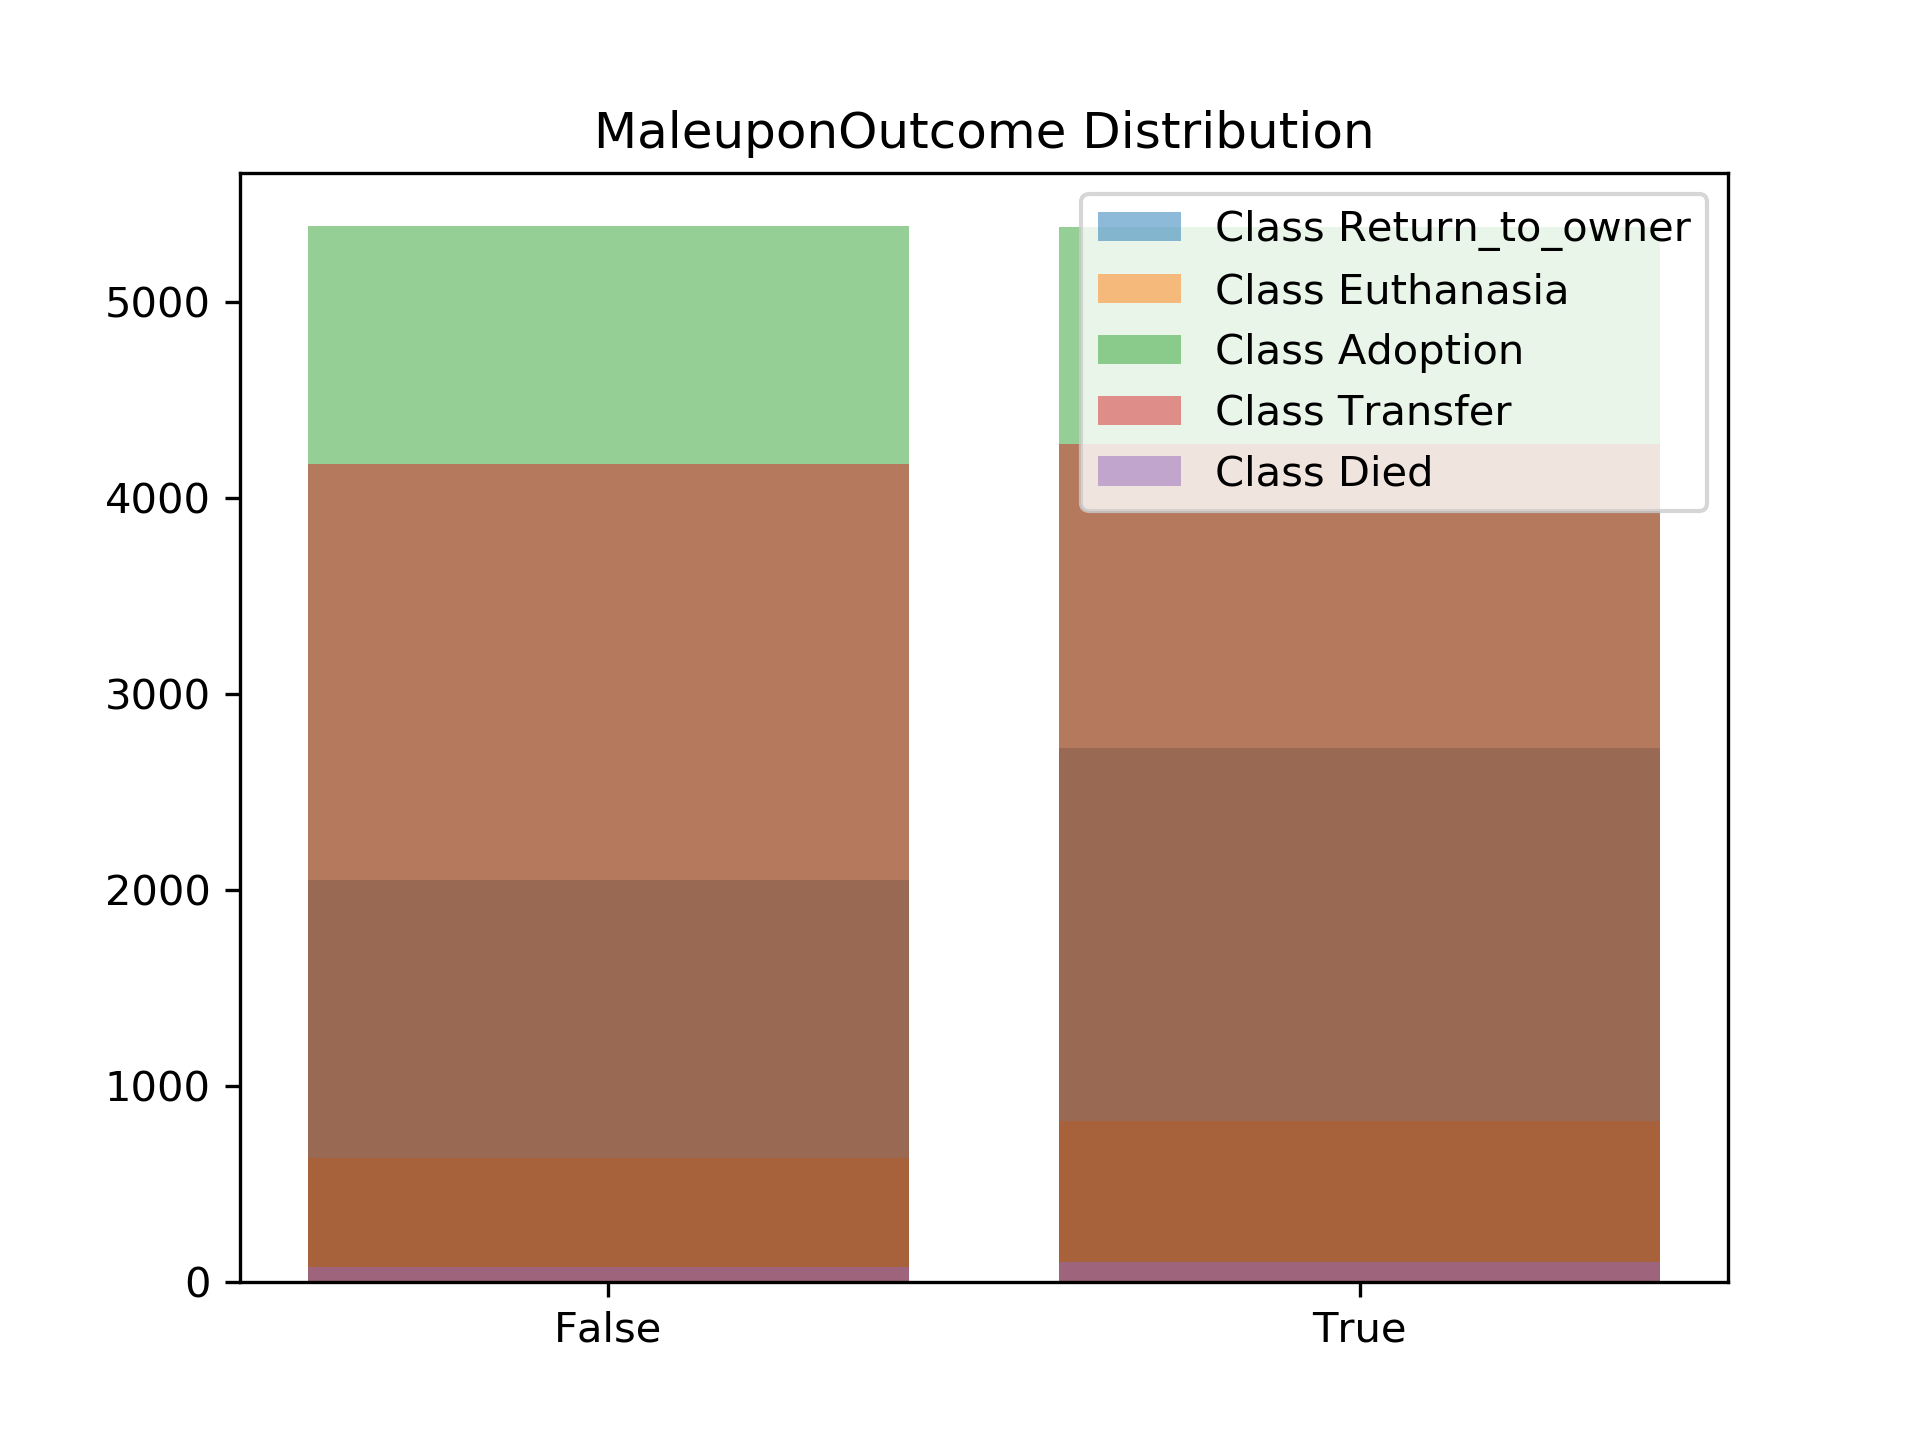 MaleuponOutcome Distribution
Class Return_to_owner
Class Euthanasia
Class Adoption
Class Transfer
Class Died
5000
4000
3000
2000
1000
0
False
True